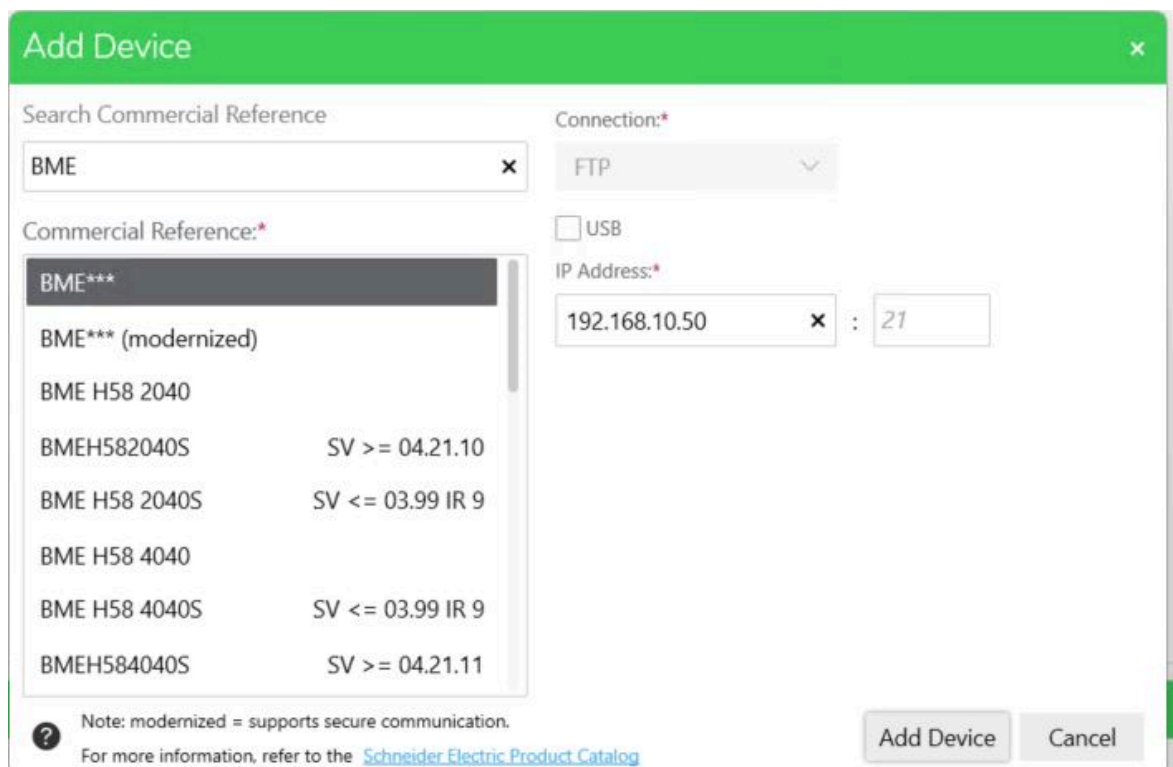 Add Device
×
Search Commercial Reference
BME ×
Commercial Reference:*
BME***
BME*** (modernized)
BME H58 2040
BMEH582040S SV >= 04.21.10
BME H58 2040S SV <= 03.99 IR 9
BME H58 4040
BME H58 4040S SV <= 03.99 IR 9
BMEH584040S SV >= 04.21.11
Connection:*
FTP
USB
IP Address:*
192.168.10.50 × : 21
? Note: modernized = supports secure communication.
For more information, refer to the Schneider Electric Product Catalog
Add Device Cancel